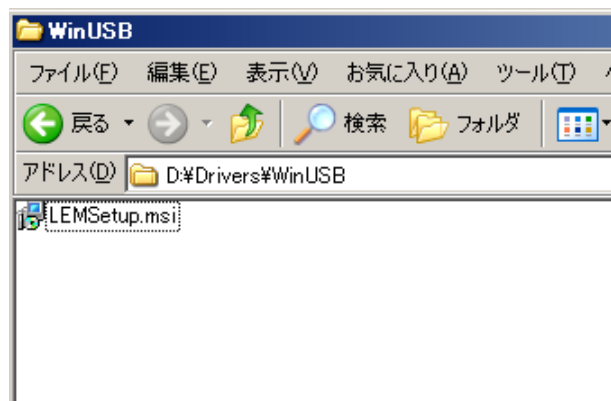 WinUSB
ファイル(F) 編集(E) 表示(V) お気に入り(A) ツール(T)
戻る 検索 フォルダ
アドレス(D) D:¥Drivers¥WinUSB
LEMSetup.msi